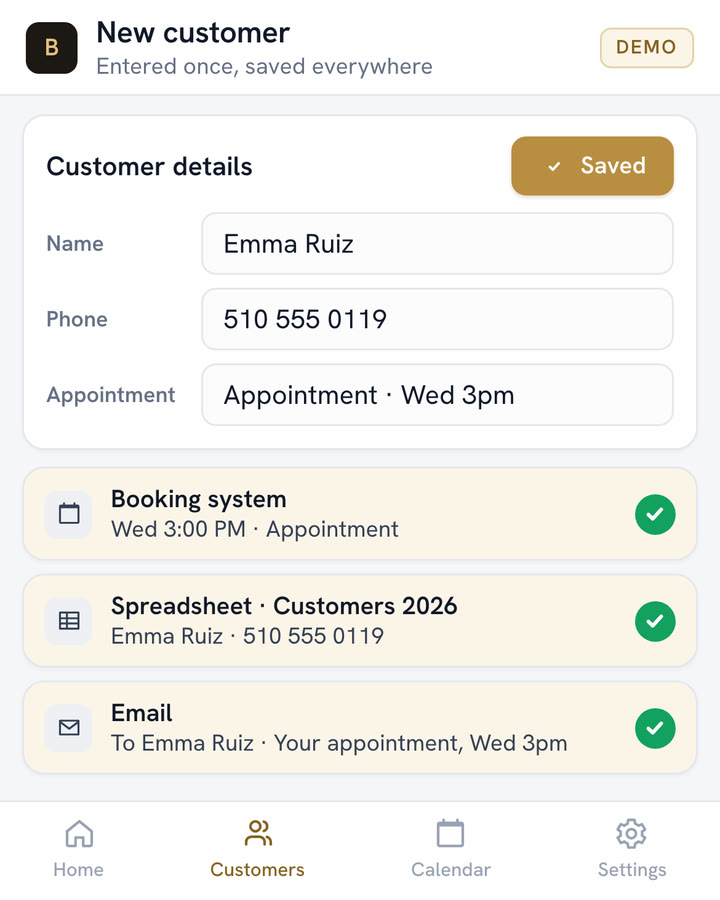 B
New customer
Entered once, saved everywhere
DEMO
Customer details
Saved
Name
Emma Ruiz
Phone
510 555 0119
Appointment
Appointment · Wed 3pm
Booking system
Wed 3:00 PM · Appointment
Spreadsheet · Customers 2026
Emma Ruiz · 510 555 0119
Email
To Emma Ruiz · Your appointment, Wed 3pm
Home
Customers
Calendar
Settings